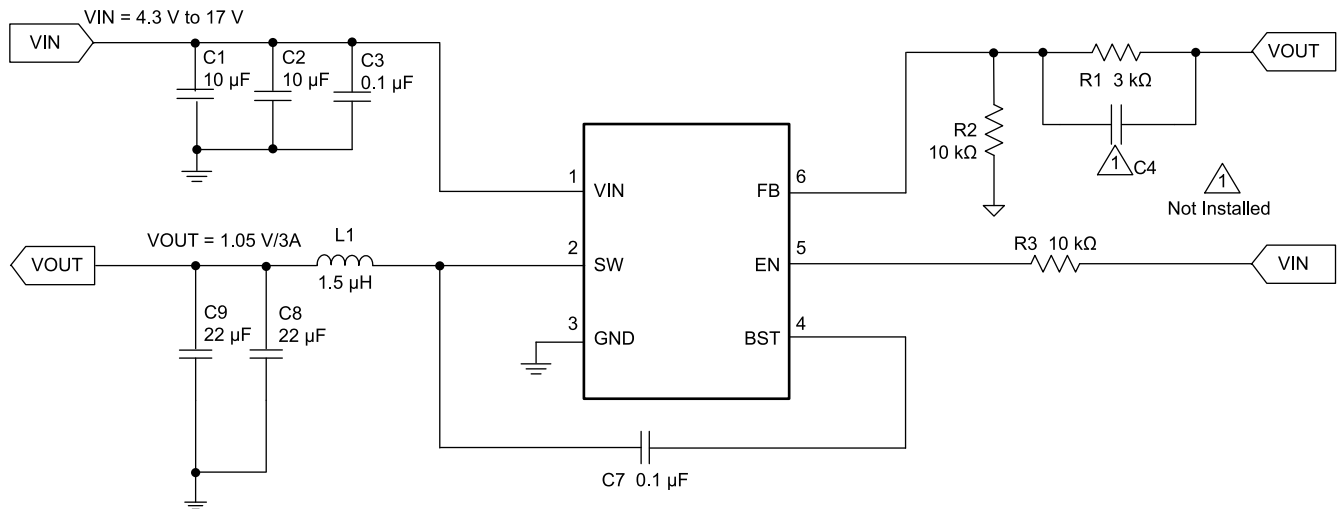 VIN = 4.3 V to 17 V
VIN
C1
10 µF
C2
10 µF
C3
0.1 µF
VOUT
R1 3 kΩ
R2
10 kΩ
1
C4
1
Not Installed
1
VIN
FB
6
VOUT = 1.05 V/3A
L1
VOUT
1.5 µH
2
SW
EN
5
R3 10 kΩ
VIN
C9
22 µF
C8
22 µF
3
GND
BST
4
C7 0.1 µF